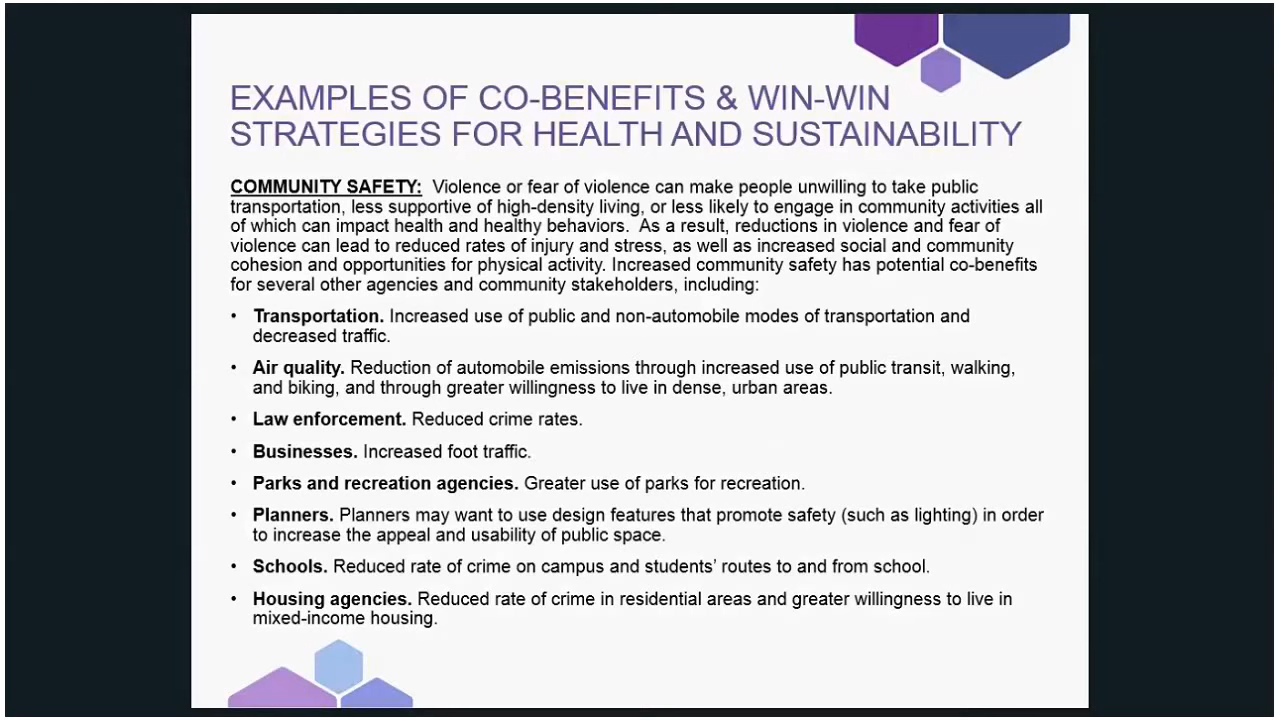 EXAMPLES OF CO-BENEFITS & WIN-WIN
STRATEGIES FOR HEALTH AND SUSTAINABILITY
COMMUNITY SAFETY: Violence or fear of violence can make people unwilling to take public
transportation, less supportive of high-density living, or less likely to engage in community activities all
of which can impact health and healthy behaviors. As a result, reductions in violence and fear of
violence can lead to reduced rates of injury and stress, as well as increased social and community
cohesion and opportunities for physical activity. Increased community safety has potential co-benefits
for several other agencies and community stakeholders, including:
• Transportation. Increased use of public and non-automobile modes of transportation and
decreased traffic.
• Air quality. Reduction of automobile emissions through increased use of public transit, walking,
and biking, and through greater willingness to live in dense, urban areas.
• Law enforcement. Reduced crime rates.
• Businesses. Increased foot traffic.
• Parks and recreation agencies. Greater use of parks for recreation.
• Planners. Planners may want to use design features that promote safety (such as lighting) in order
to increase the appeal and usability of public space.
• Schools. Reduced rate of crime on campus and students’ routes to and from school.
• Housing agencies. Reduced rate of crime in residential areas and greater willingness to live in
mixed-income housing.